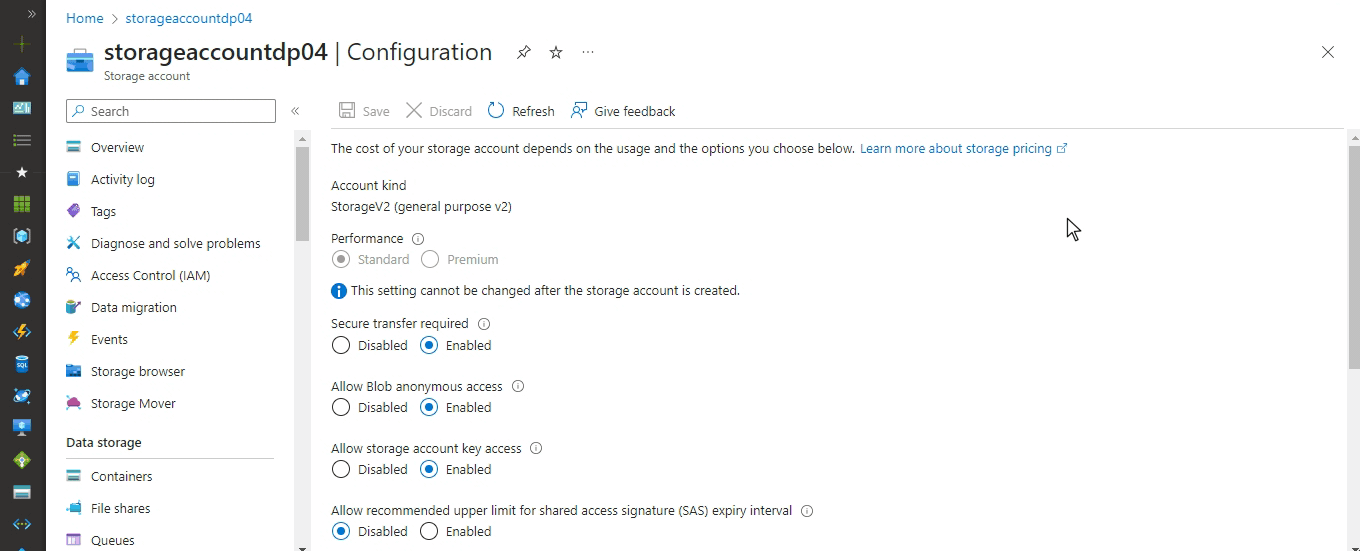 Home > storageaccountdp04
storageaccountdp04 | Configuration
Storage account
Search
Overview
Activity log
Tags
Diagnose and solve problems
Access Control (IAM)
Data migration
Events
Storage browser
Storage Mover
Data storage
Containers
File shares
Queues
Save Discard Refresh Give feedback
The cost of your storage account depends on the usage and the options you choose below. Learn more about storage pricing
Account kind
StorageV2 (general purpose v2)
Performance
Standard Premium
This setting cannot be changed after the storage account is created.
Secure transfer required
Disabled Enabled
Allow Blob anonymous access
Disabled Enabled
Allow storage account key access
Disabled Enabled
Allow recommended upper limit for shared access signature (SAS) expiry interval
Disabled Enabled